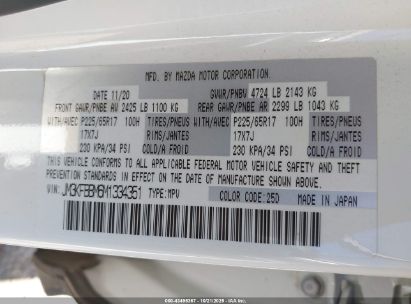 MFD. BY MAZDA MOTOR CORPORATION.
DATE 11/20 GVWR/PNBV 4724 LB 2143 KG
FRONT GAWR/PNBE AV 2425 LB 1100 KG REAR GAWR/PNBE AR 2299 LB 1043 KG
WITH/AVEC P225/65R17 100H TIRES/PNEUS WITH/AVEC P225/65R17 100H TIRES/PNEUS
17X7J RIMS/JANTES 17X7J RIMS/JANTES
230 KPA/34 PSI COLD/A FROID 230 KPA/34 PSI COLD/A FROID
THIS VEHICLE CONFORMS TO ALL APPLICABLE FEDERAL MOTOR VEHICLE
SAFETY, BUMPER, AND THEFT PREVENTION STANDARDS IN EFFECT ON
THE DATE OF MANUFACTURE SHOWN ABOVE.
VIN: JM3KFBBM6M1334351 TYPE:MPV COLOR CODE:25D MADE IN JAPAN